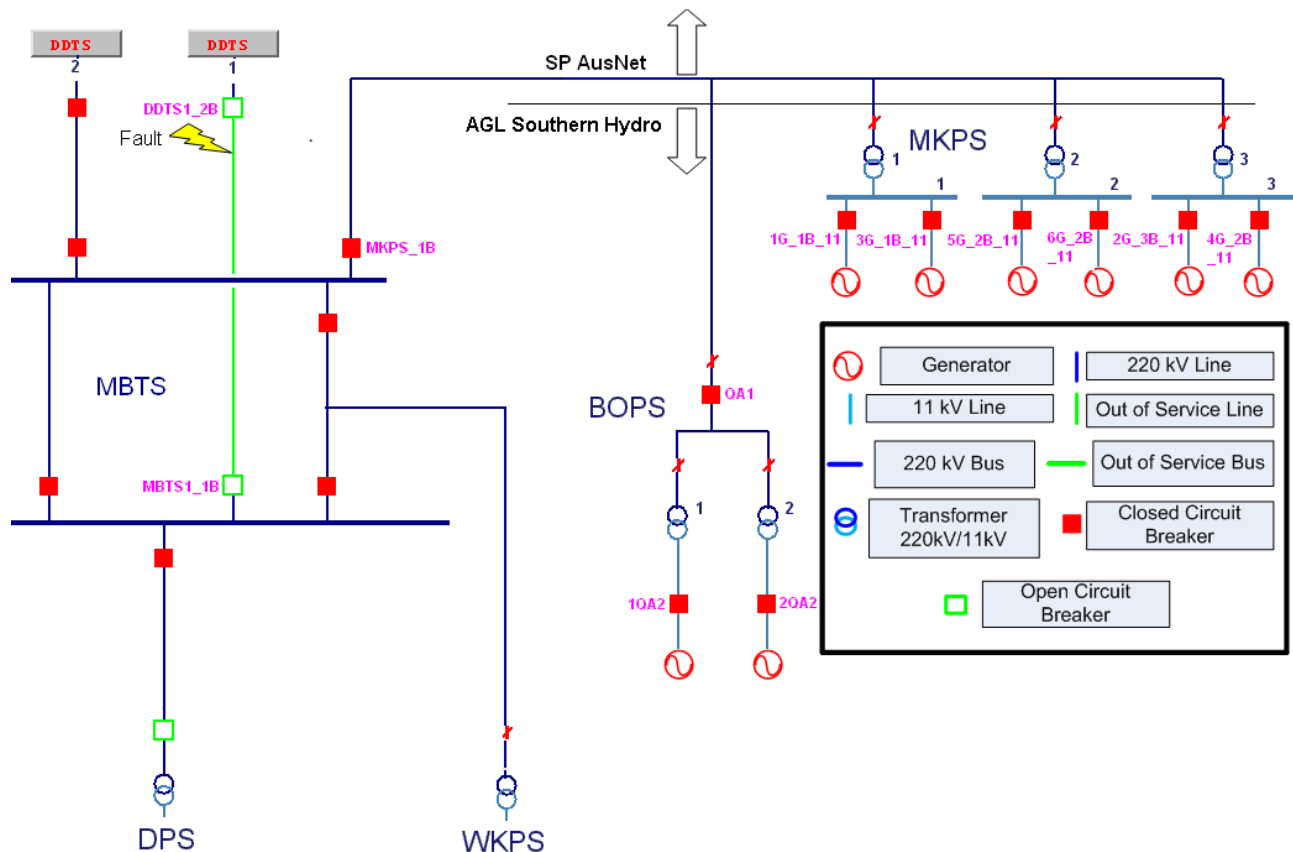 DDTS
DDTS
2
1
SP AusNet
DDTS1_2B
Fault
AGL Southern Hydro
MKPS
1
2
3
1
2
3
1G_1B_11
3G_1B_11
5G_2B_11
6G_2B
_11
2G_3B_11
4G_2B
_11
MKPS_1B
MBTS
BOPS
QA1
MBTS1_1B
1
2
1QA2
2QA2
Generator
220 kV Line
11 kV Line
Out of Service Line
220 kV Bus
Out of Service Bus
Transformer
220kV/11kV
Closed Circuit
Breaker
Open Circuit
Breaker
DPS
WKPS